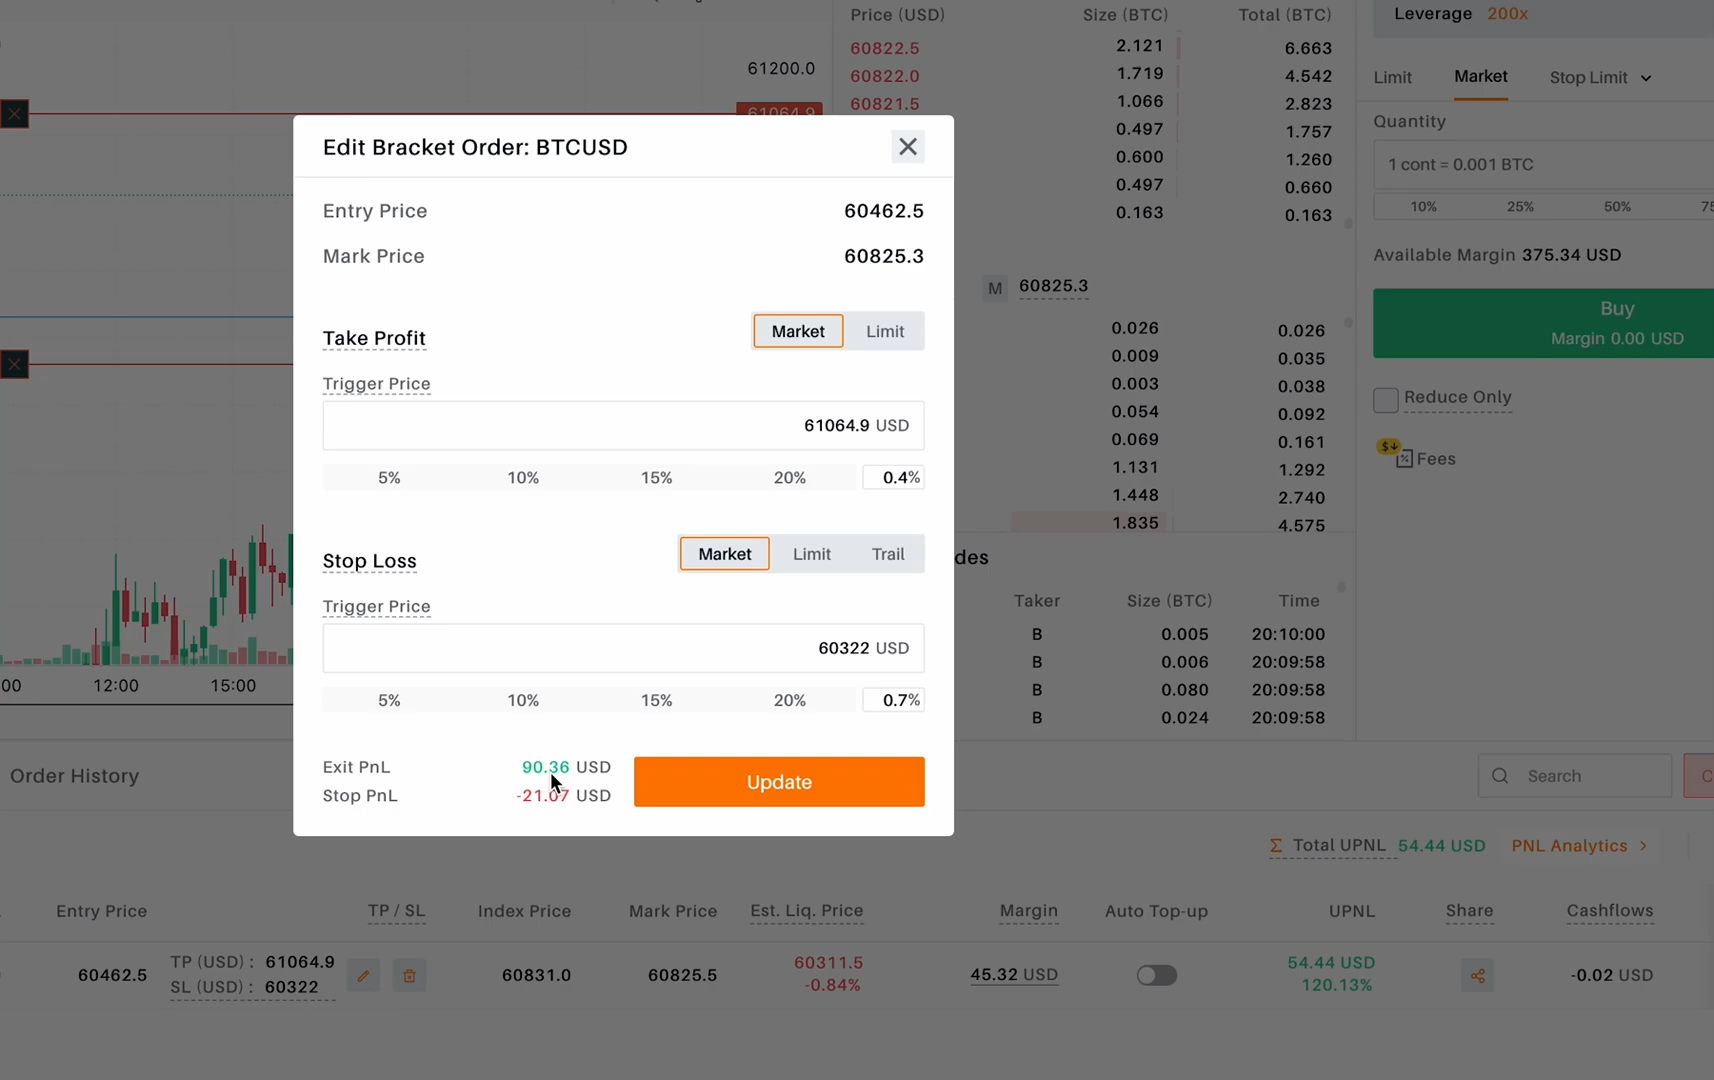 Price (USD) Size (BTC) Total (BTC)
Leverage 200x
60822.5 2.121 6.663
60822.0 1.719 4.542
60821.5 1.066 2.823
0.497 1.757
0.600 1.260
0.497 0.660
0.163 0.163
M 60825.3
0.026 0.026
0.009 0.035
0.003 0.038
0.054 0.092
0.069 0.161
1.131 1.292
1.448 2.740
1.835 4.575
61200.0
61064.9
Limit Market Stop Limit
Quantity
1 cont = 0.001 BTC
10% 25% 50% 75
Available Margin 375.34 USD
Buy
Margin 0.00 USD
Reduce Only
Fees
Edit Bracket Order: BTCUSD
Entry Price 60462.5
Mark Price 60825.3
Take Profit Market Limit
Trigger Price
61064.9 USD
5% 10% 15% 20% 0.4%
Stop Loss Market Limit Trail
Trigger Price
60322 USD
5% 10% 15% 20% 0.7%
Exit PnL 90.36 USD
Stop PnL -21.07 USD
Update
des
Taker Size (BTC) Time
B 0.005 20:10:00
B 0.006 20:09:58
B 0.080 20:09:58
B 0.024 20:09:58
00 12:00 15:00
Order History
Search
C
Σ Total UPNL 54.44 USD PNL Analytics >
Entry Price TP / SL Index Price Mark Price Est. Liq. Price Margin Auto Top-up UPNL Share Cashflows
60462.5 TP (USD) : 61064.9 60831.0 60825.5 60311.5 45.32 USD 54.44 USD -0.02 USD
SL (USD) : 60322 -0.84% 120.13%